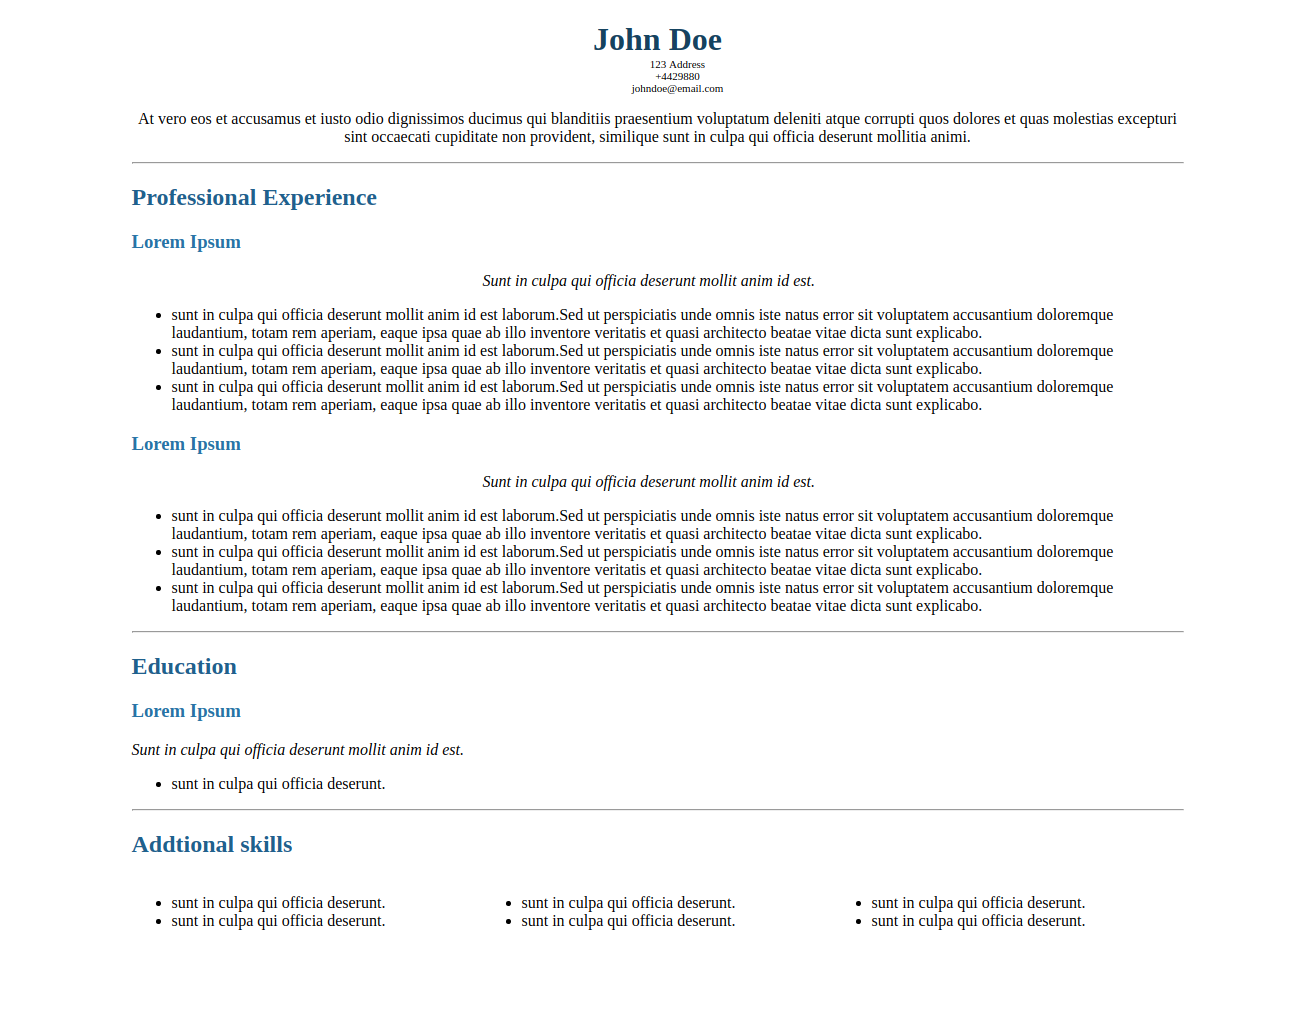 John Doe
123 Address
+4429880
johndoe@email.com
At vero eos et accusamus et iusto odio dignissimos ducimus qui blanditiis praesentium voluptatum deleniti atque corrupti quos dolores et quas molestias excepturi
sint occaecati cupiditate non provident, similique sunt in culpa qui officia deserunt mollitia animi.
Professional Experience
Lorem Ipsum
Sunt in culpa qui officia deserunt mollit anim id est.
• sunt in culpa qui officia deserunt mollit anim id est laborum.Sed ut perspiciatis unde omnis iste natus error sit voluptatem accusantium doloremque
laudantium, totam rem aperiam, eaque ipsa quae ab illo inventore veritatis et quasi architecto beatae vitae dicta sunt explicabo.
• sunt in culpa qui officia deserunt mollit anim id est laborum.Sed ut perspiciatis unde omnis iste natus error sit voluptatem accusantium doloremque
laudantium, totam rem aperiam, eaque ipsa quae ab illo inventore veritatis et quasi architecto beatae vitae dicta sunt explicabo.
• sunt in culpa qui officia deserunt mollit anim id est laborum.Sed ut perspiciatis unde omnis iste natus error sit voluptatem accusantium doloremque
laudantium, totam rem aperiam, eaque ipsa quae ab illo inventore veritatis et quasi architecto beatae vitae dicta sunt explicabo.
Lorem Ipsum
Sunt in culpa qui officia deserunt mollit anim id est.
• sunt in culpa qui officia deserunt mollit anim id est laborum.Sed ut perspiciatis unde omnis iste natus error sit voluptatem accusantium doloremque
laudantium, totam rem aperiam, eaque ipsa quae ab illo inventore veritatis et quasi architecto beatae vitae dicta sunt explicabo.
• sunt in culpa qui officia deserunt mollit anim id est laborum.Sed ut perspiciatis unde omnis iste natus error sit voluptatem accusantium doloremque
laudantium, totam rem aperiam, eaque ipsa quae ab illo inventore veritatis et quasi architecto beatae vitae dicta sunt explicabo.
• sunt in culpa qui officia deserunt mollit anim id est laborum.Sed ut perspiciatis unde omnis iste natus error sit voluptatem accusantium doloremque
laudantium, totam rem aperiam, eaque ipsa quae ab illo inventore veritatis et quasi architecto beatae vitae dicta sunt explicabo.
Education
Lorem Ipsum
Sunt in culpa qui officia deserunt mollit anim id est.
• sunt in culpa qui officia deserunt.
Addtional skills
• sunt in culpa qui officia deserunt.
• sunt in culpa qui officia deserunt.
• sunt in culpa qui officia deserunt.
• sunt in culpa qui officia deserunt.
• sunt in culpa qui officia deserunt.
• sunt in culpa qui officia deserunt.